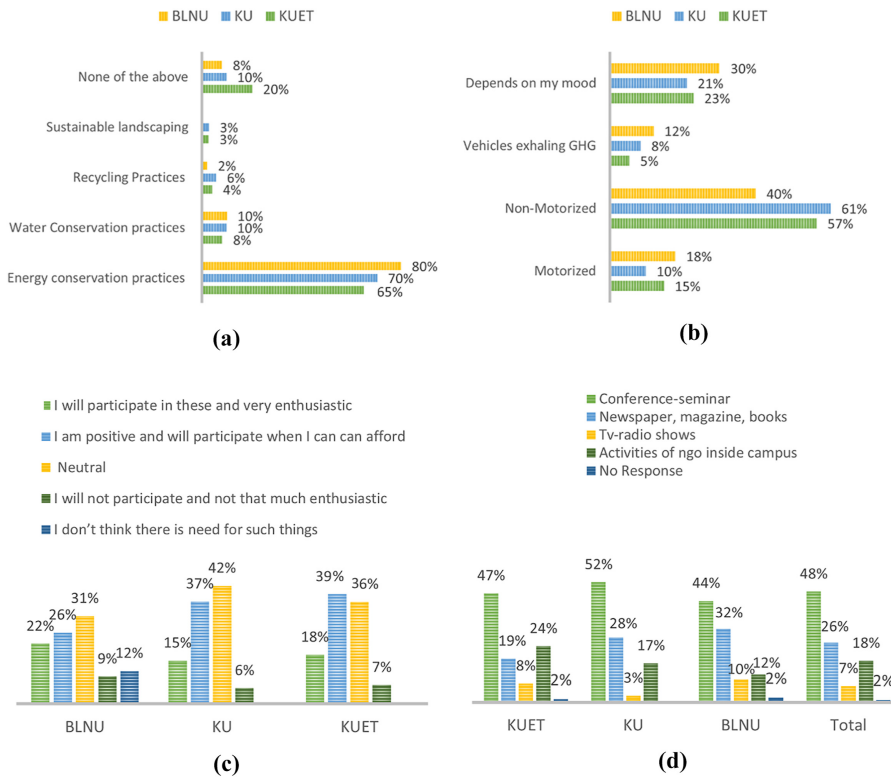 BLNU KU KUET
None of the above
8%
10%
20%
Sustainable landscaping
3%
3%
Recycling Practices
2%
6%
4%
Water Conservation practices
10%
10%
8%
Energy conservation practices
80%
70%
65%
(a)
BLNU KU KUET
Depends on my mood
30%
21%
23%
Vehicles exhaling GHG
12%
8%
5%
Non-Motorized
40%
61%
57%
Motorized
18%
10%
15%
(b)
I will participate in these and very enthusiastic
I am positive and will participate when I can can afford
Neutral
I will not participate and not that much enthusiastic
I don't think there is need for such things
22% 26% 31% 9% 12%
15% 37% 42% 6%
18% 39% 36% 7%
BLNU KU KUET
(c)
Conference-seminar
Newspaper, magazine, books
Tv-radio shows
Activities of ngo inside campus
No Response
47% 19% 8% 24% 2%
52% 28% 3% 17%
44% 32% 10% 12% 2%
48% 26% 7% 18% 2%
KUET KU BLNU Total
(d)